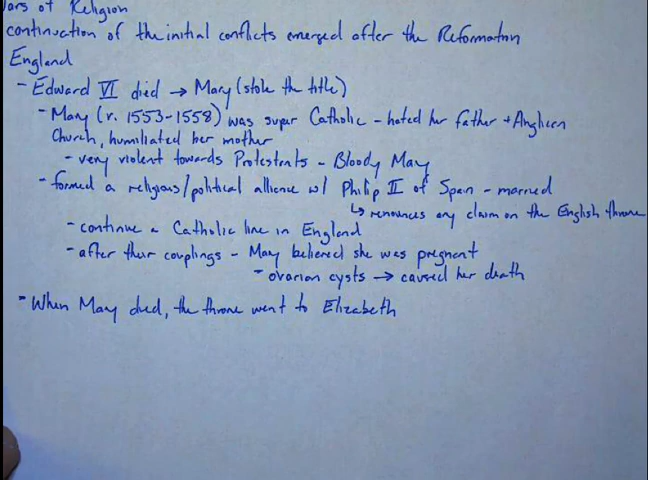 Wars of Religion
continuation of the initial conflicts emerged after the Reformation
England
- Edward VI died → Mary (stole the title)
- Mary (r. 1553-1558) was super Catholic - hated her father + Anglican
Church, humiliated her mother
- very violent towards Protestants - Bloody Mary
- formed a religious/political alliance w/ Philip II of Spain - married
↳ renounces any claim on the English throne
- continue a Catholic line in England
- after their couplings - Mary believed she was pregnant
- ovarian cysts → caused her death
- When Mary died, the throne went to Elizabeth